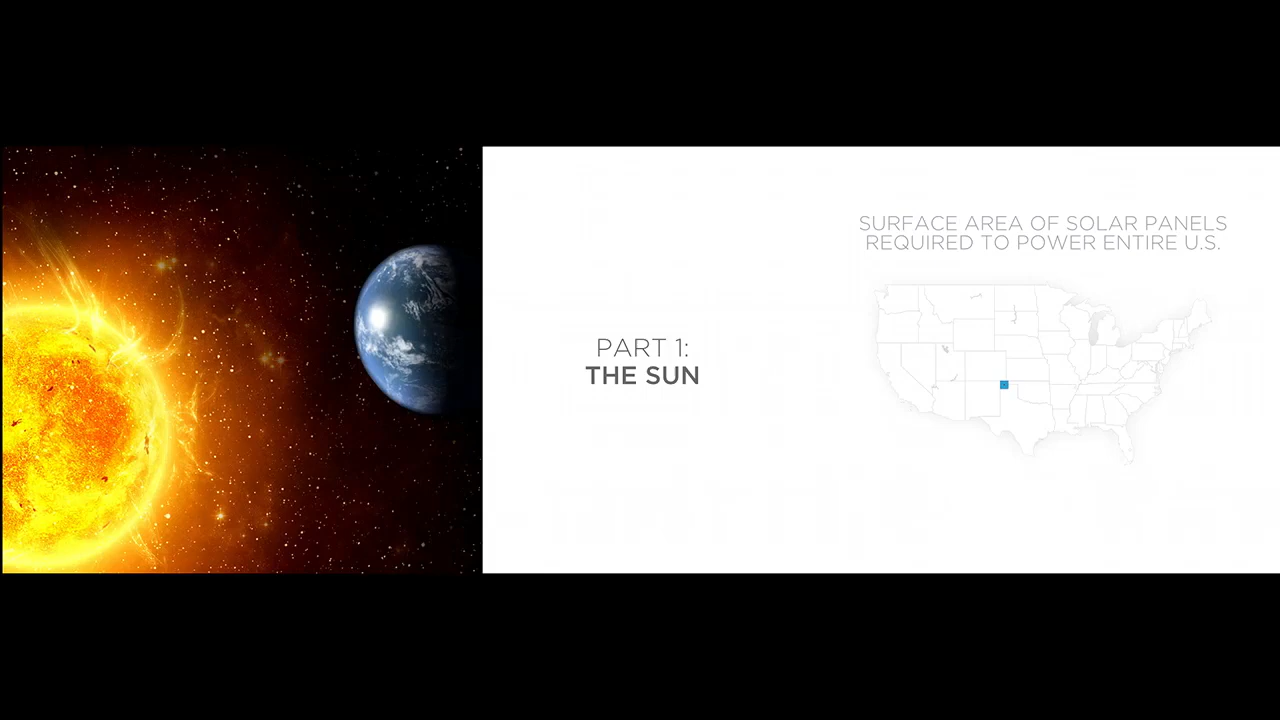 PART 1:
THE SUN
SURFACE AREA OF SOLAR PANELS
REQUIRED TO POWER ENTIRE U.S.